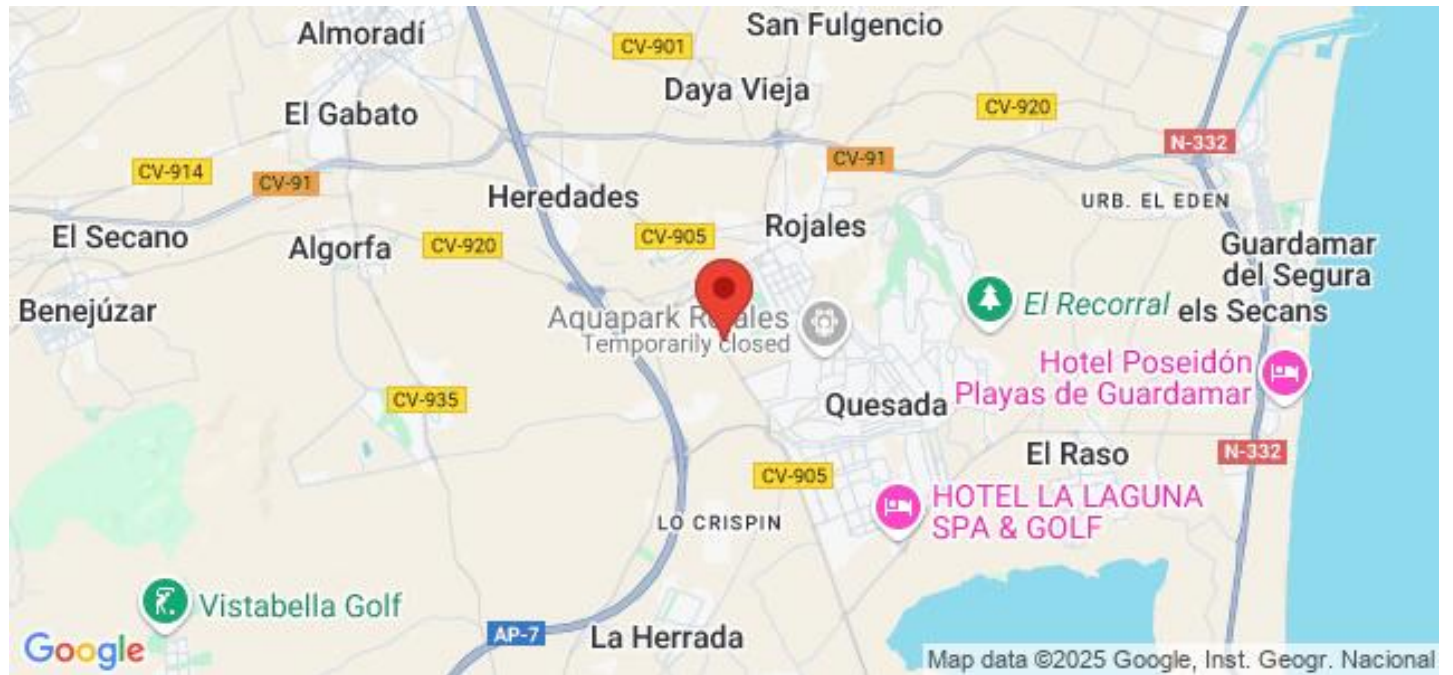 San Fulgencio
Almoradí
CV-901
Daya Vieja
El Gabato
CV-920
N-332
CV-914
CV-91
CV-91
Heredades
URB. EL EDEN
Rojales
El Secano
CV-905
Algorfa
CV-920
Guardamar
del Segura
Benejúzar
El Recorral
els Secans
Aquapark Rojales
Temporarily closed
Hotel Poseidón
Playas de Guardamar
CV-935
Quesada
El Raso
N-332
CV-905
HOTEL LA LAGUNA
SPA & GOLF
LO CRISPIN
Vistabella Golf
AP-7
La Herrada
Google
Map data ©2025 Google, Inst. Geogr. Nacional